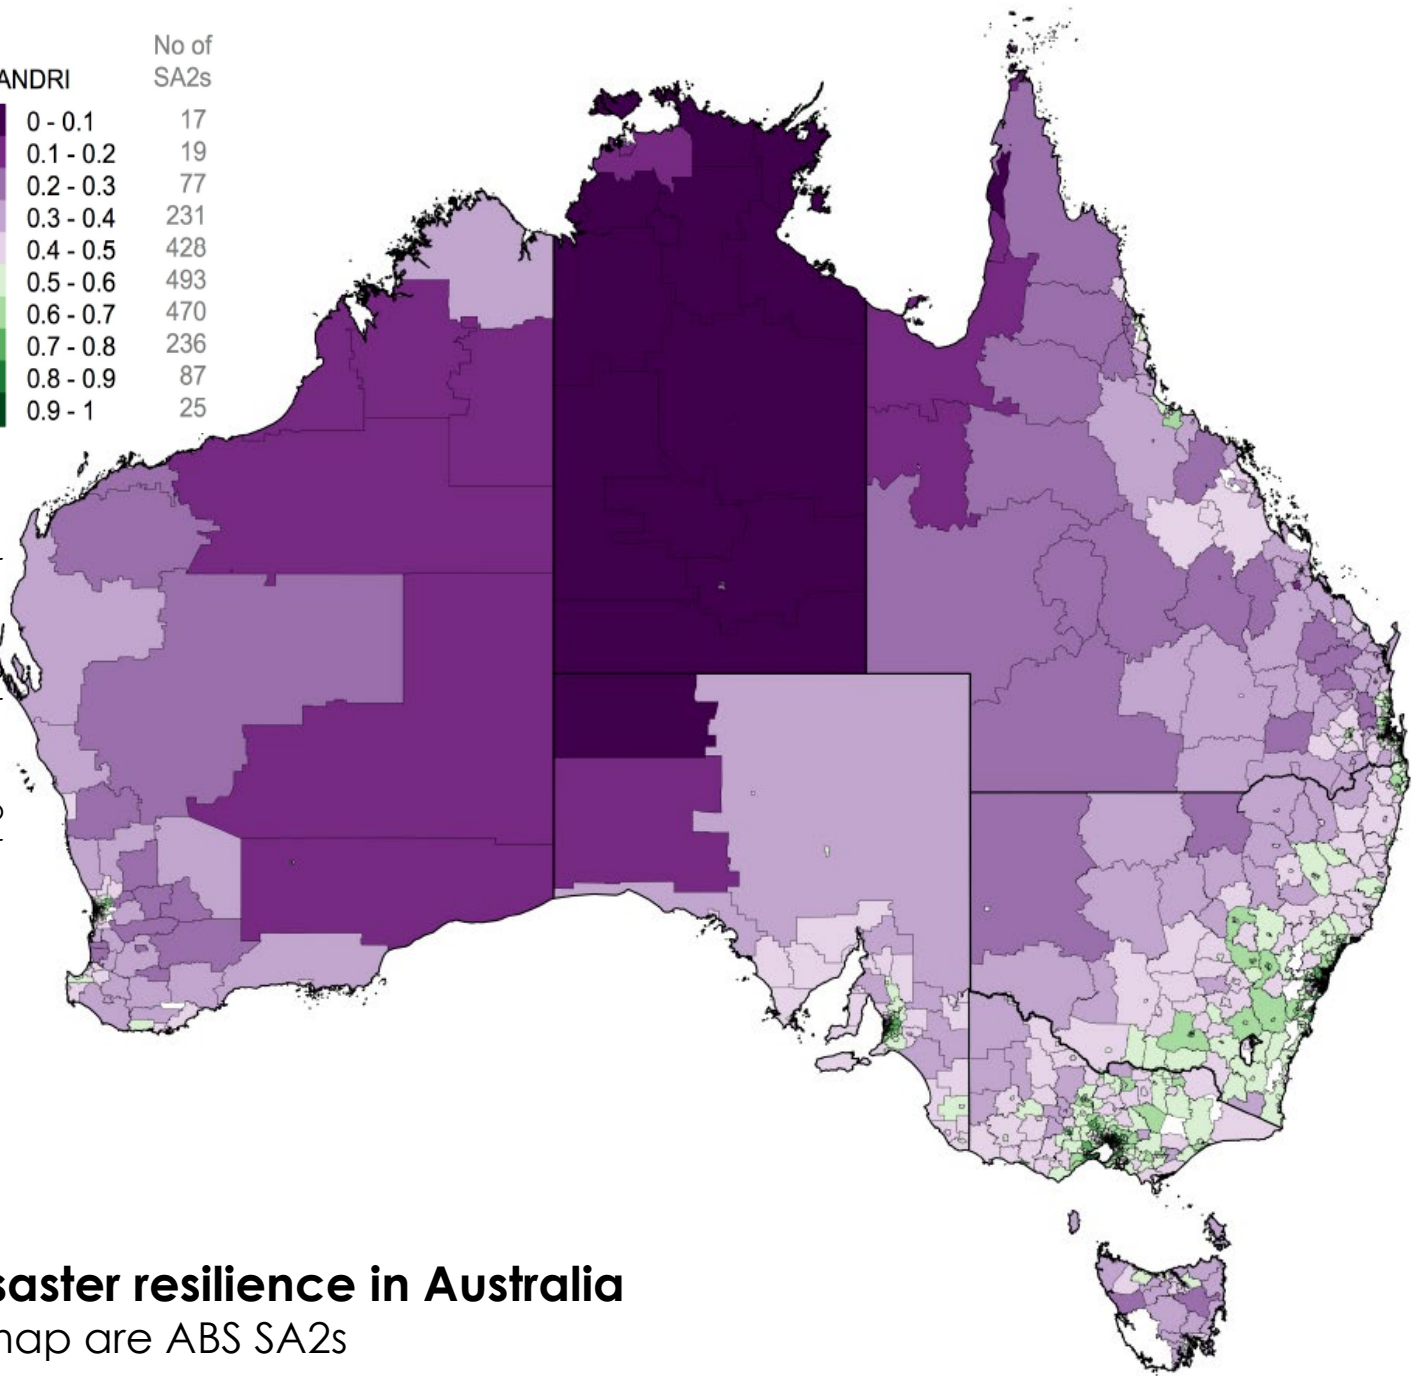 No of
ANDRI SA2s
0 - 0.1 17
0.1 - 0.2 19
0.2 - 0.3 77
0.3 - 0.4 231
0.4 - 0.5 428
0.5 - 0.6 493
0.6 - 0.7 470
0.7 - 0.8 236
0.8 - 0.9 87
0.9 - 1 25
saster resilience in Australia
map are ABS SA2s